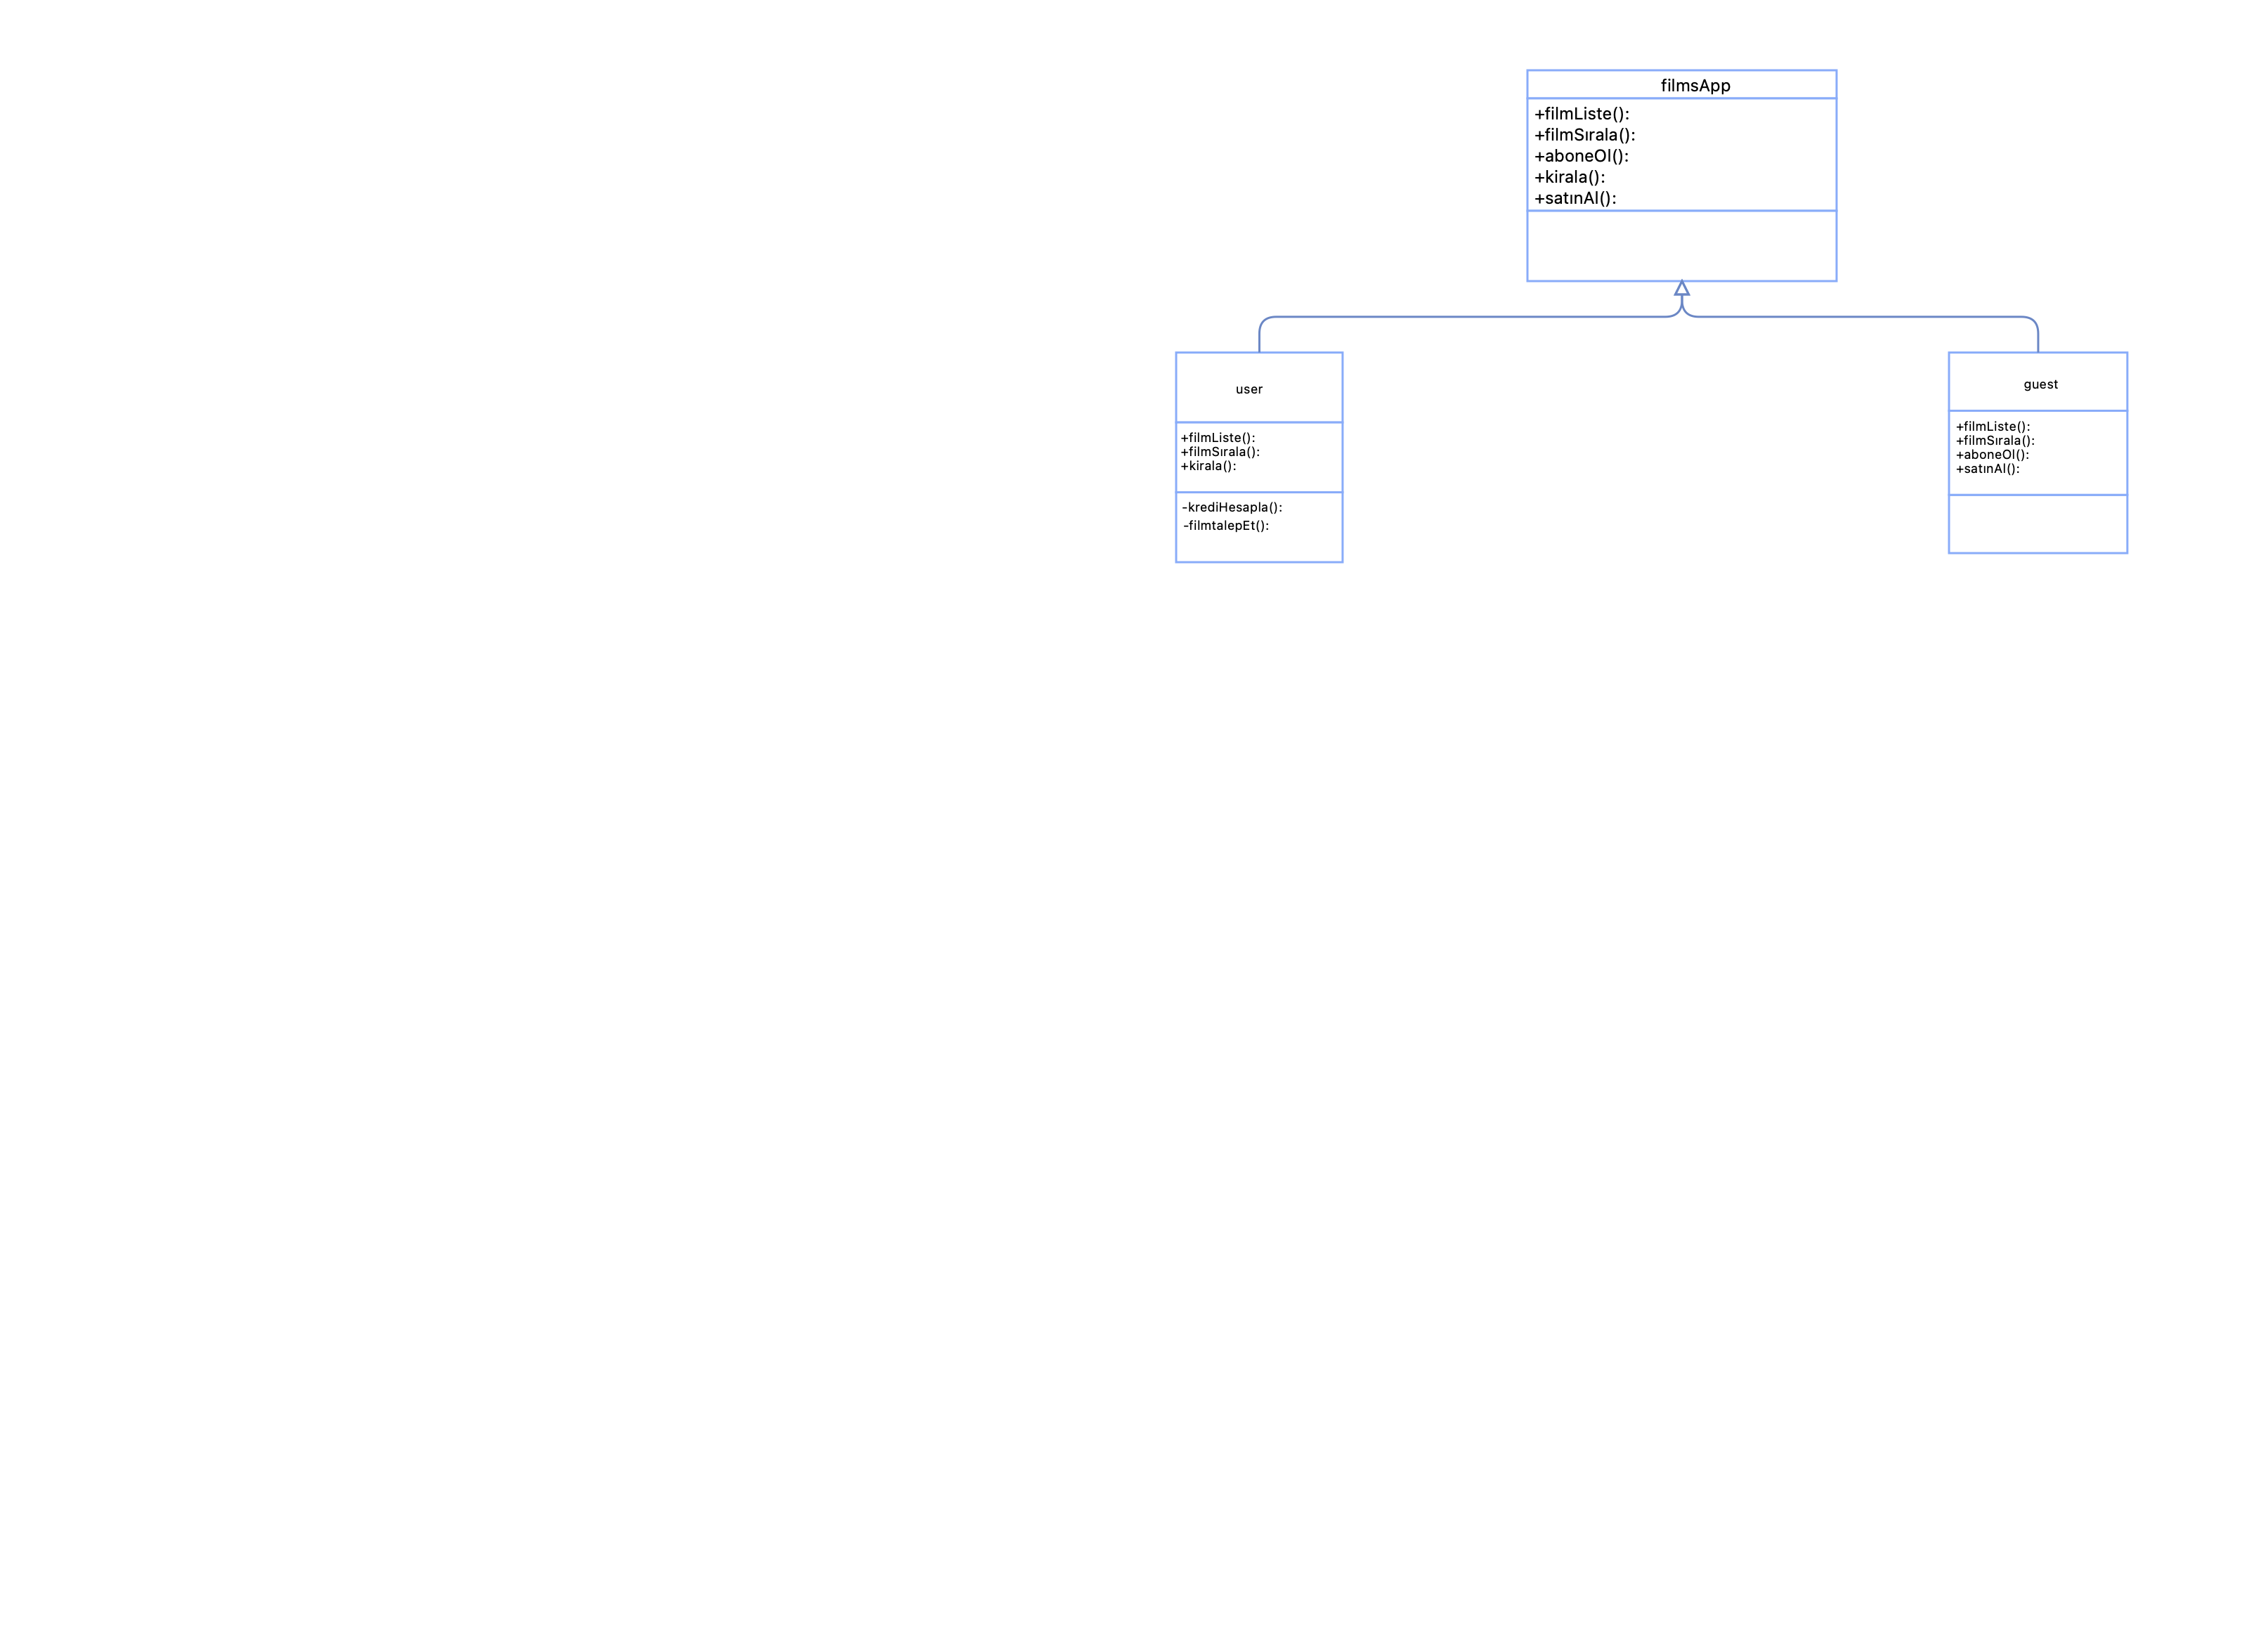 filmsApp
+filmListe():
+filmSırala():
+aboneOl():
+kirala():
+satınAl():
user
+filmListe():
+filmSırala():
+kirala():
-krediHesapla():
-filmtalepEt():
guest
+filmListe():
+filmSırala():
+aboneOl():
+satınAl():